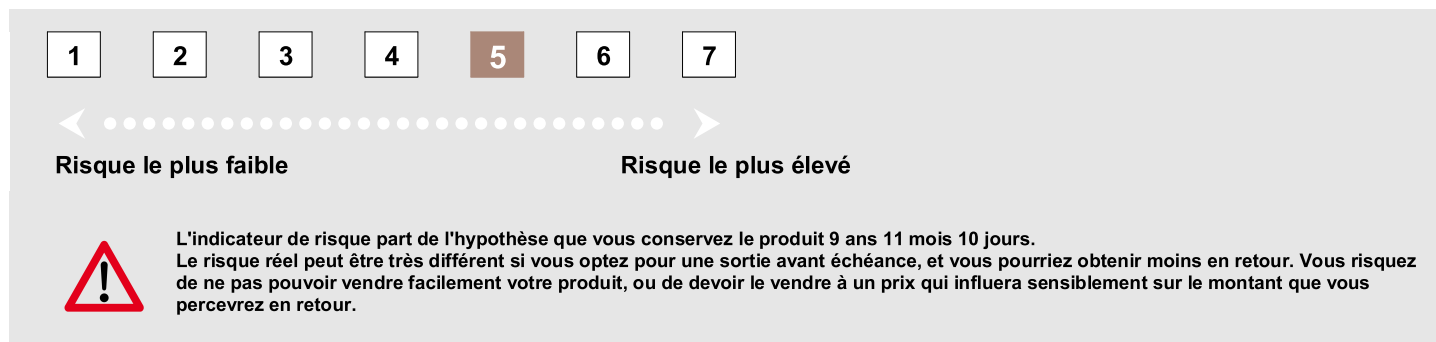 1 2 3 4 5 6 7
Risque le plus faible Risque le plus élevé
L'indicateur de risque part de l'hypothèse que vous conservez le produit 9 ans 11 mois 10 jours.
Le risque réel peut être très différent si vous optez pour une sortie avant échéance, et vous pourriez obtenir moins en retour. Vous risquez
de ne pas pouvoir vendre facilement votre produit, ou de devoir le vendre à un prix qui influera sensiblement sur le montant que vous
percevrez en retour.